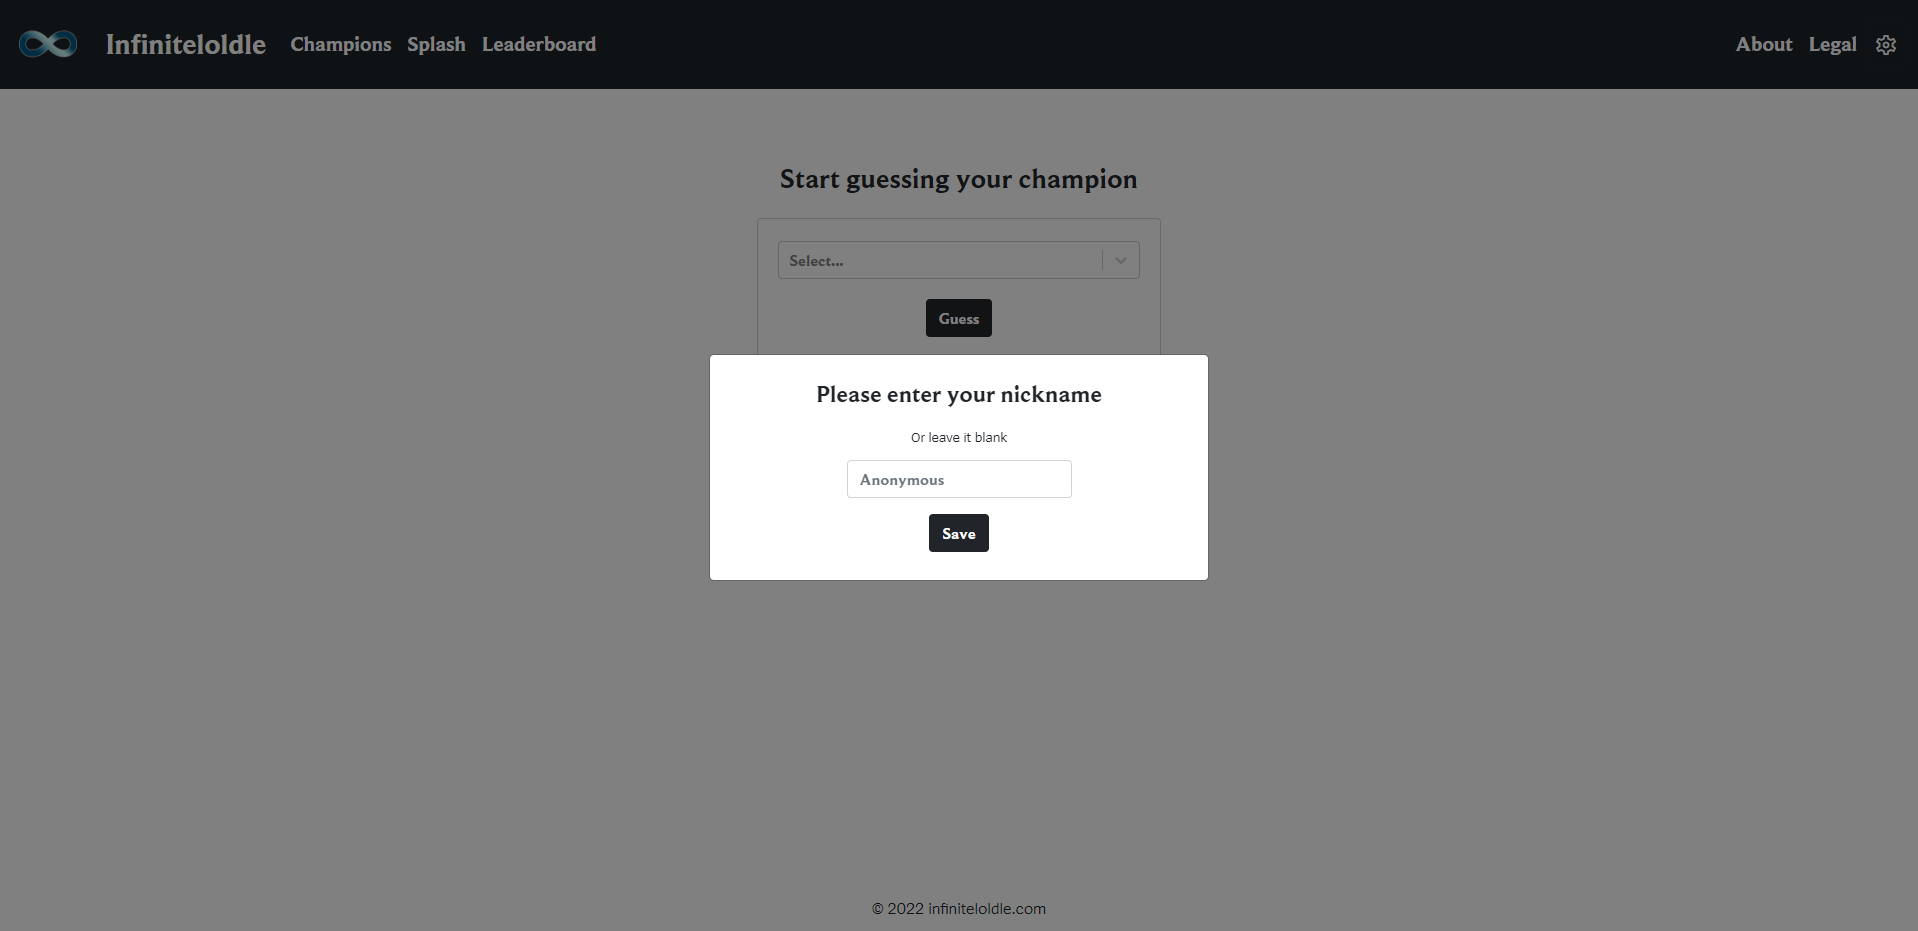 Infiniteloldle Champions Splash Leaderboard About Legal
Start guessing your champion
Select...
Guess
Please enter your nickname
Or leave it blank
Anonymous
Save
© 2022 infiniteloldle.com